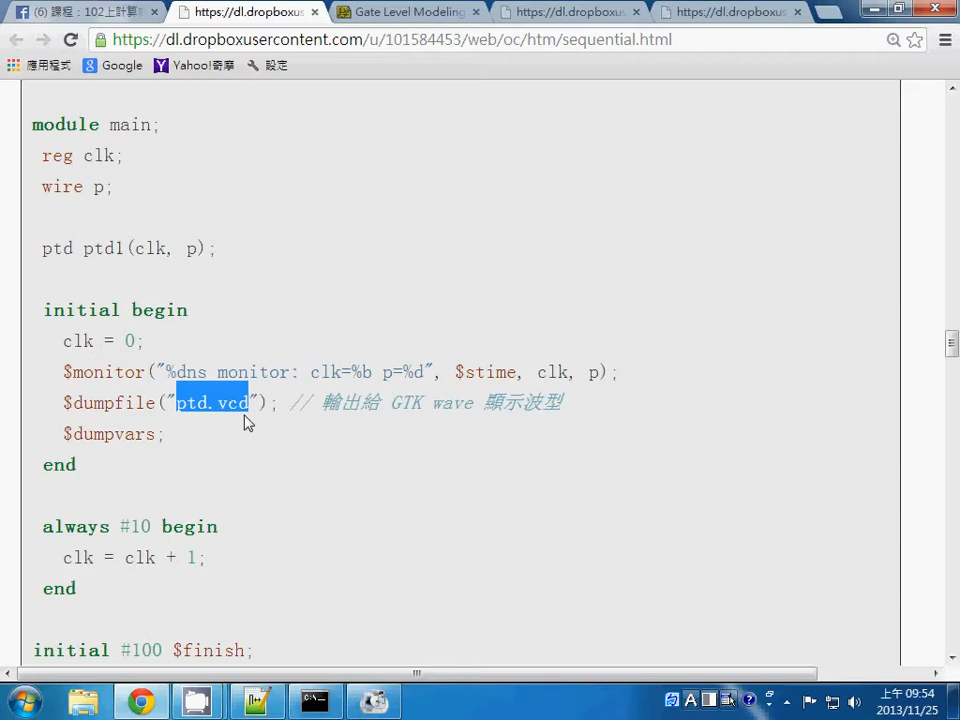 (6) 課程：102上計算
https://dl.dropboxus
Gate Level Modeling
https://dl.dropboxus
https://dl.dropboxus
https://dl.dropboxusercontent.com/u/101584453/web/oc/htm/sequential.html
應用程式
Google
Yahoo!奇摩
設定
module main;
reg clk;
wire p;
ptd ptd1(clk, p);
initial begin
clk = 0;
$monitor("%dns monitor: clk=%b p=%d", $stime, clk, p);
$dumpfile("ptd.vcd"); // 輸出給 GTK wave 顯示波型
$dumpvars;
end
always #10 begin
clk = clk + 1;
end
initial #100 $finish;
上午 09:54
2013/11/25